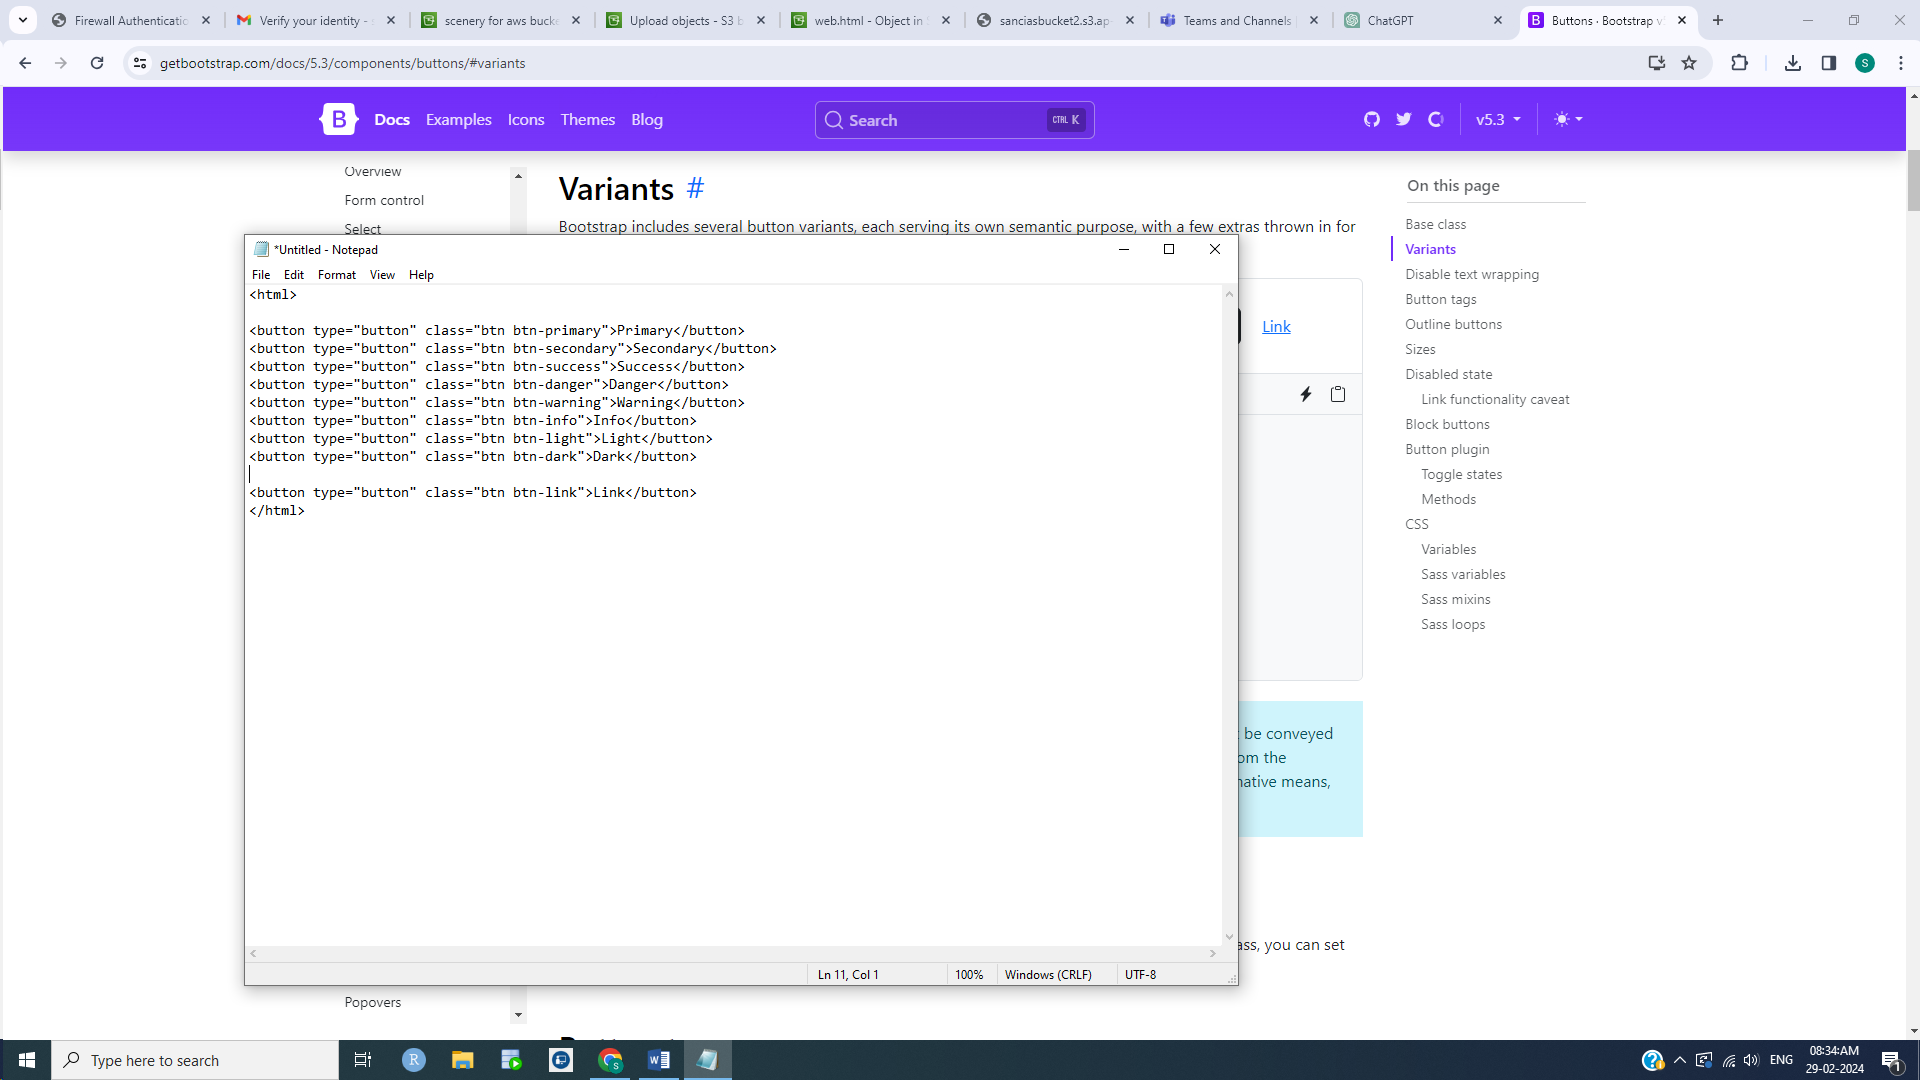 Firewall Authentication
Verify your identity -
scenery for aws bucke
Upload objects - S3 b
web.html - Object in
sanciasbucket2.s3.ap-
Teams and Channels
ChatGPT
Buttons · Bootstrap v
getbootstrap.com/docs/5.3/components/buttons/#variants
S
B Docs Examples Icons Themes Blog
Search CTRL K
v5.3
Overview
Form control
Select
Popovers
Variants #
Bootstrap includes several button variants, each serving its own semantic purpose, with a few extras thrown in for
Link
be conveyed
om the
native means,
ass, you can set
On this page
Base class
Variants
Disable text wrapping
Button tags
Outline buttons
Sizes
Disabled state
Link functionality caveat
Block buttons
Button plugin
Toggle states
Methods
CSS
Variables
Sass variables
Sass mixins
Sass loops
*Untitled - Notepad
File Edit Format View Help
<html>
<button type="button" class="btn btn-primary">Primary</button>
<button type="button" class="btn btn-secondary">Secondary</button>
<button type="button" class="btn btn-success">Success</button>
<button type="button" class="btn btn-danger">Danger</button>
<button type="button" class="btn btn-warning">Warning</button>
<button type="button" class="btn btn-info">Info</button>
<button type="button" class="btn btn-light">Light</button>
<button type="button" class="btn btn-dark">Dark</button>
<button type="button" class="btn btn-link">Link</button>
</html>
Ln 11, Col 1
100%
Windows (CRLF)
UTF-8
Type here to search
ENG
08:34:AM
29-02-2024
1